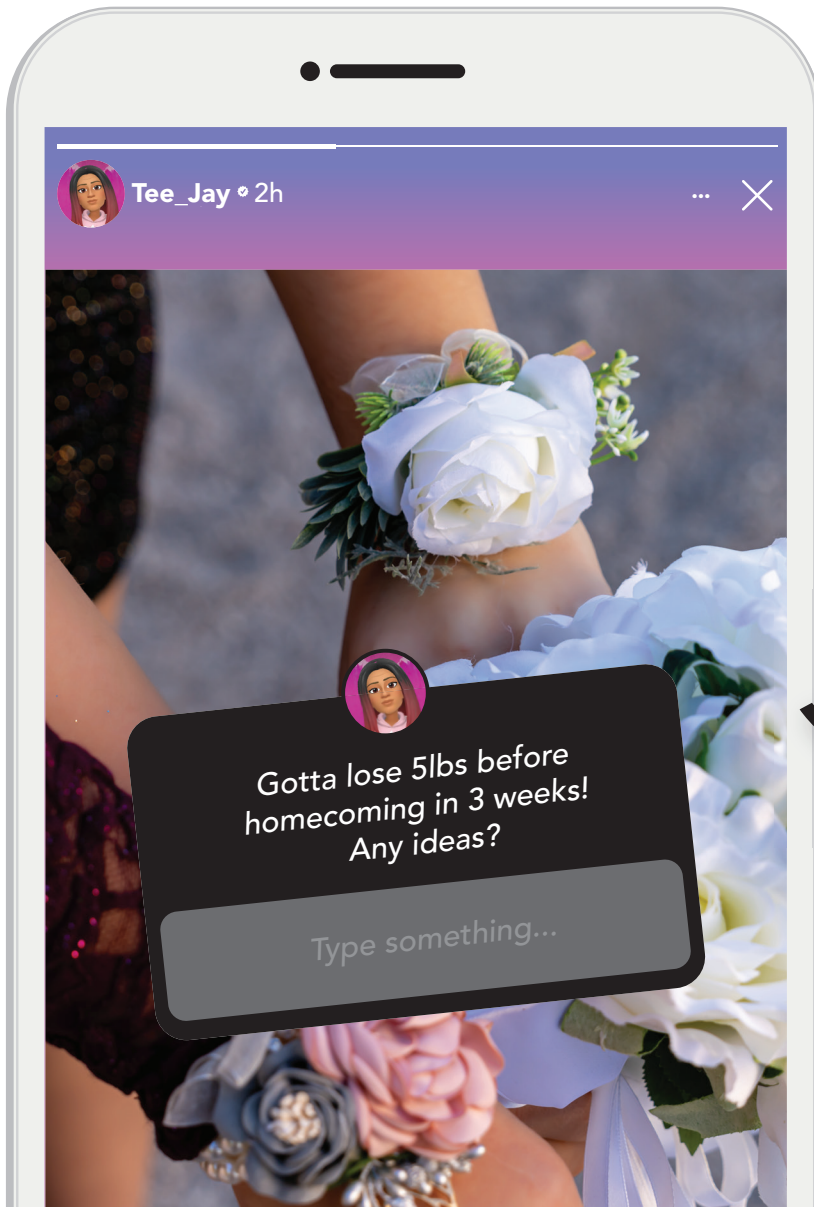 Tee_Jay 2h
Gotta lose 5lbs before
homecoming in 3 weeks!
Any ideas?
Type something...